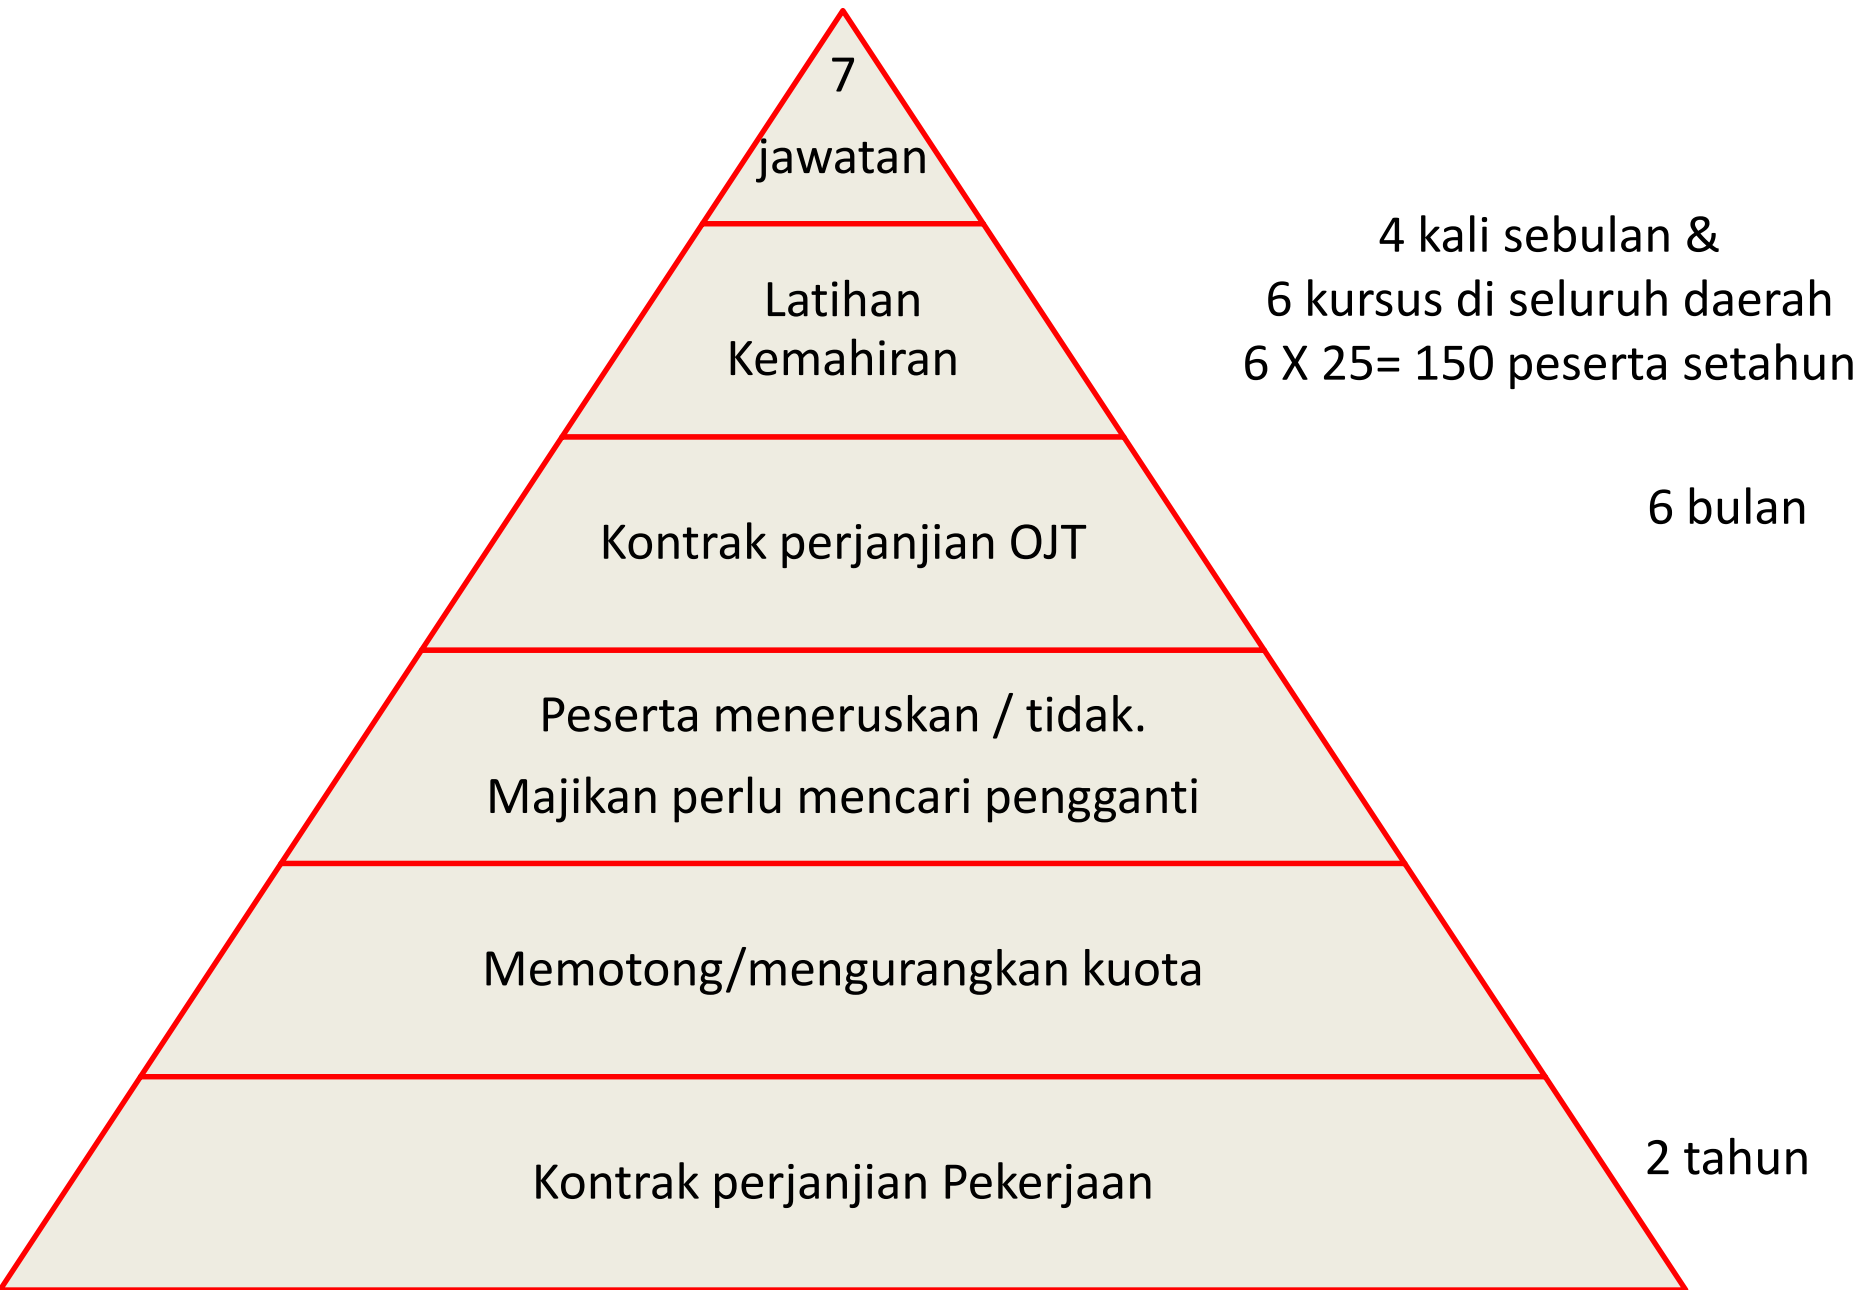 7
jawatan
4 kali sebulan &
6 kursus di seluruh daerah
6 X 25= 150 peserta setahun
Latihan
Kemahiran
6 bulan
Kontrak perjanjian OJT
Peserta meneruskan / tidak.
Majikan perlu mencari pengganti
Memotong/mengurangkan kuota
2 tahun
Kontrak perjanjian Pekerjaan